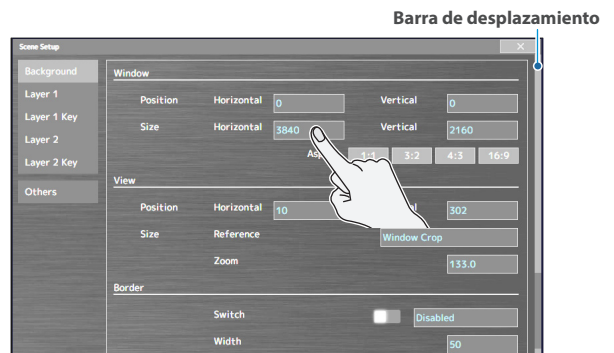 Barra de desplazamiento
Scene Setup
Background
Layer 1
Layer 1 Key
Layer 2
Layer 2 Key
Others
Window
Position Horizontal 0 Vertical 0
Size Horizontal 3840 Vertical 2160
1:1 3:2 4:3 16:9
View
Position Horizontal 10 302
Size Reference Window Crop
Zoom 133.0
Border
Switch Disabled
Width 50